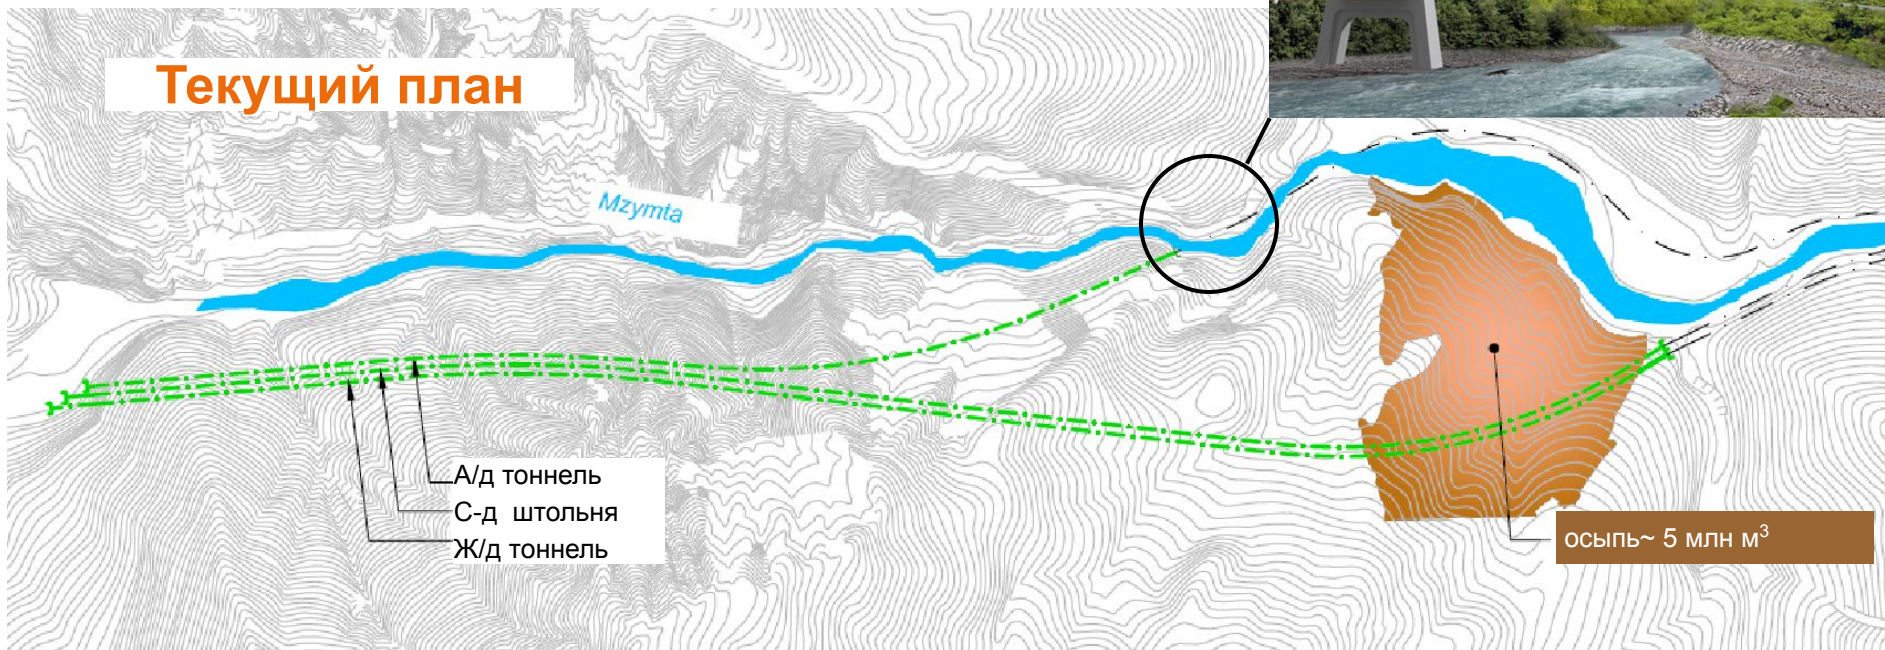 Текущий план
Mzymta
А/д тоннель
С-д штольня
Ж/д тоннель
осыпь~ 5 млн м³